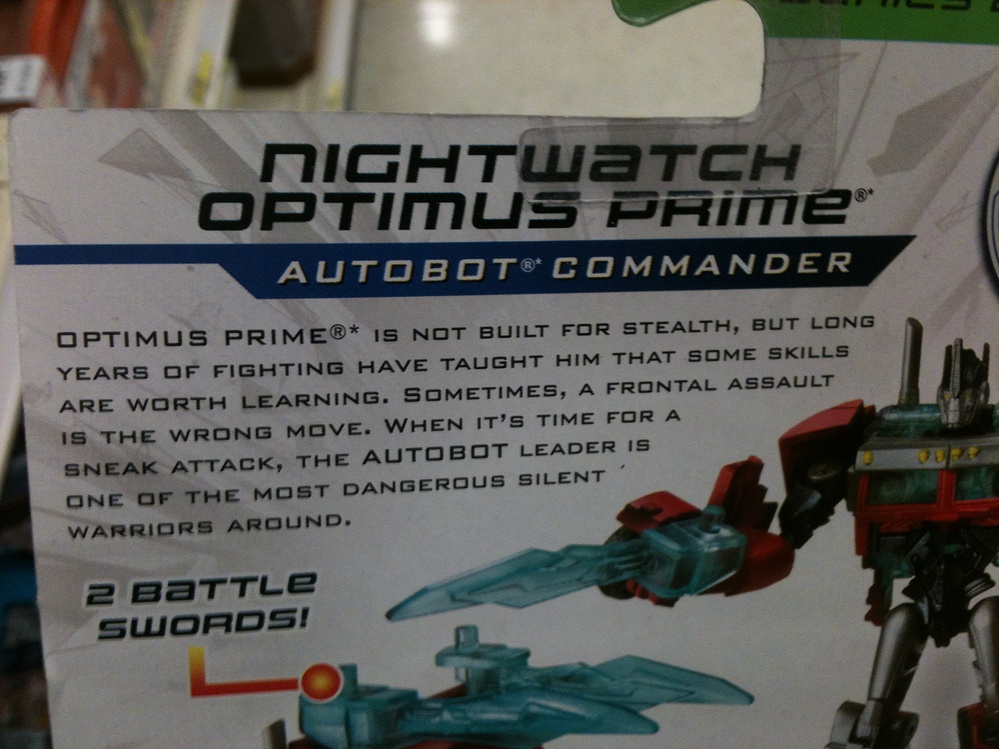 NIGHTWATCH
OPTIMUS PRIME®*
AUTOBOT®* COMMANDER
OPTIMUS PRIME®* IS NOT BUILT FOR STEALTH, BUT LONG
YEARS OF FIGHTING HAVE TAUGHT HIM THAT SOME SKILLS
ARE WORTH LEARNING. SOMETIMES, A FRONTAL ASSAULT
IS THE WRONG MOVE. WHEN IT'S TIME FOR A
SNEAK ATTACK, THE AUTOBOT LEADER IS
ONE OF THE MOST DANGEROUS SILENT
WARRIORS AROUND.
2 BATTLE
SWORDS!